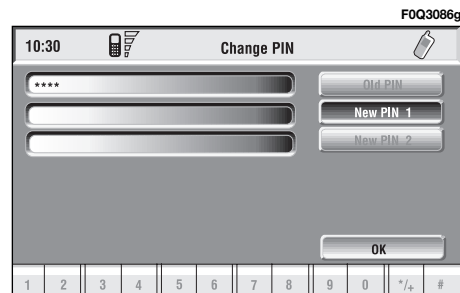 F0Q3086g
10:30 Change PIN
**** Old PIN
New PIN 1
New PIN 2
OK
1 2 3 4 5 6 7 8 9 0 */+ #